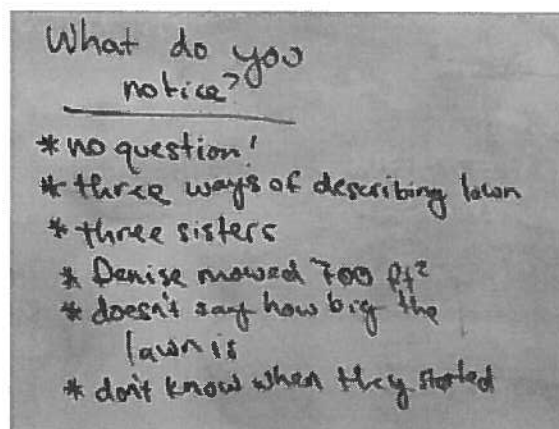 What do you
notice?
* no question!
* three ways of describing lawn
* three sisters
* Denise mowed 700 ft²
* doesn't say how big the
lawn is
* don't know when they started